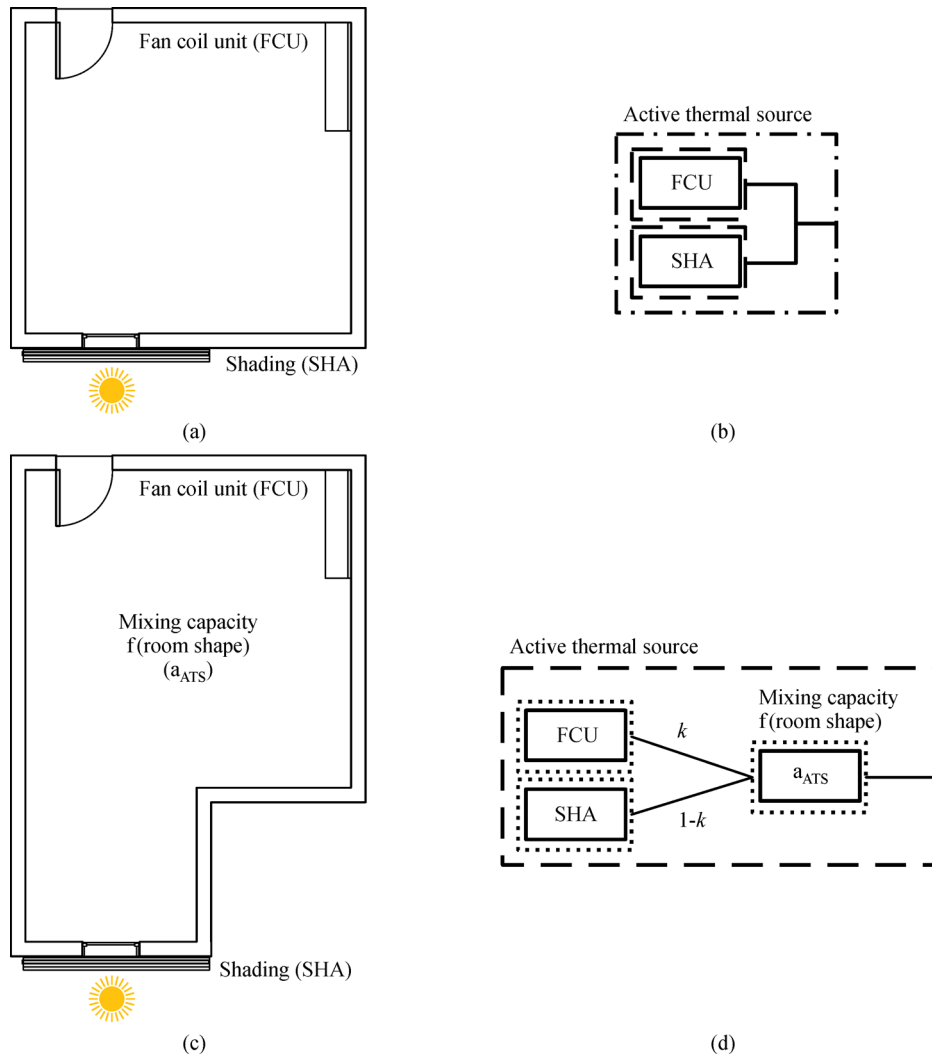 Fan coil unit (FCU)
Shading (SHA)
(a)
Active thermal source
FCU
SHA
(b)
Fan coil unit (FCU)
Mixing capacity
f(room shape)
(aATS)
Shading (SHA)
(c)
Active thermal source
Mixing capacity
f(room shape)
FCU
k
aATS
SHA
1-k
(d)